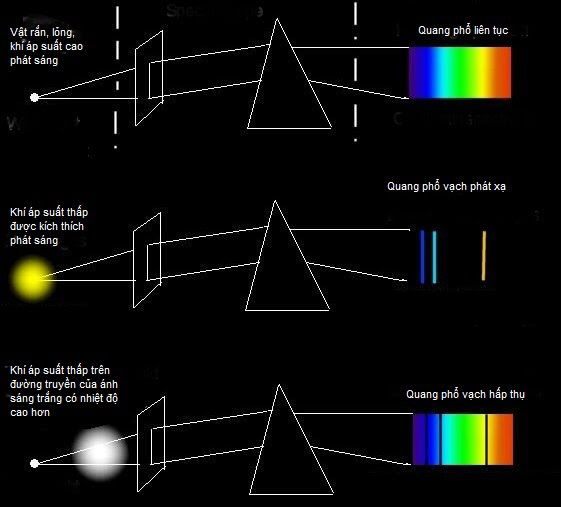 Vật rắn, lỏng,
khí áp suất cao
phát sáng
Quang phổ liên tục
Quang phổ vạch phát xạ
Khí áp suất thấp
được kích thích
phát sáng
Khí áp suất thấp trên
đường truyền của ánh
sáng trắng có nhiệt độ
cao hơn
Quang phổ vạch hấp thụ